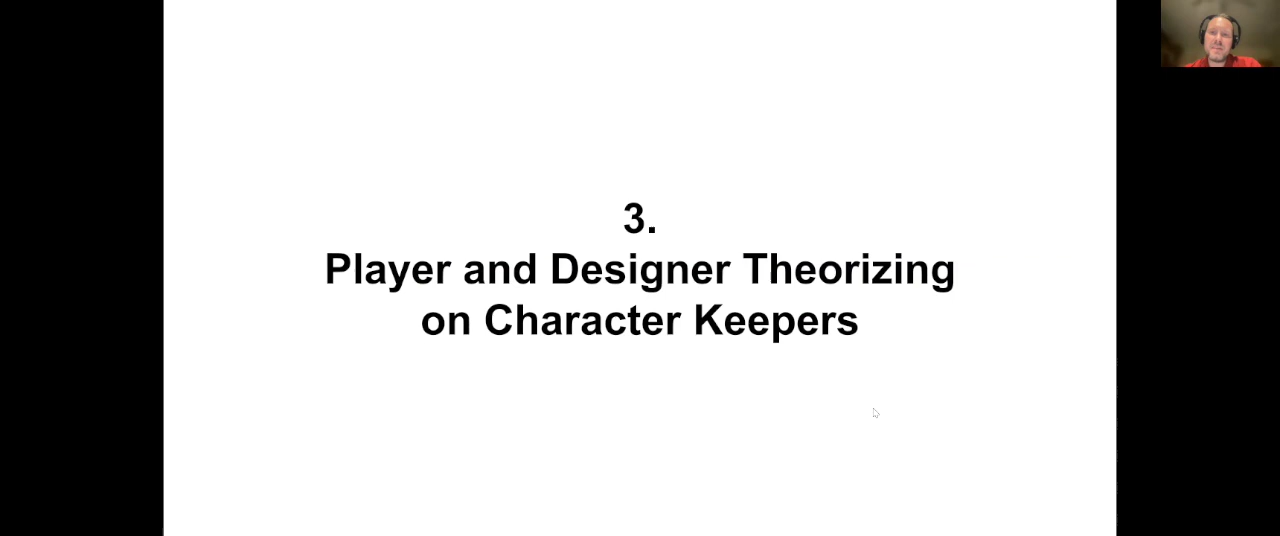 3.
Player and Designer Theorizing
on Character Keepers